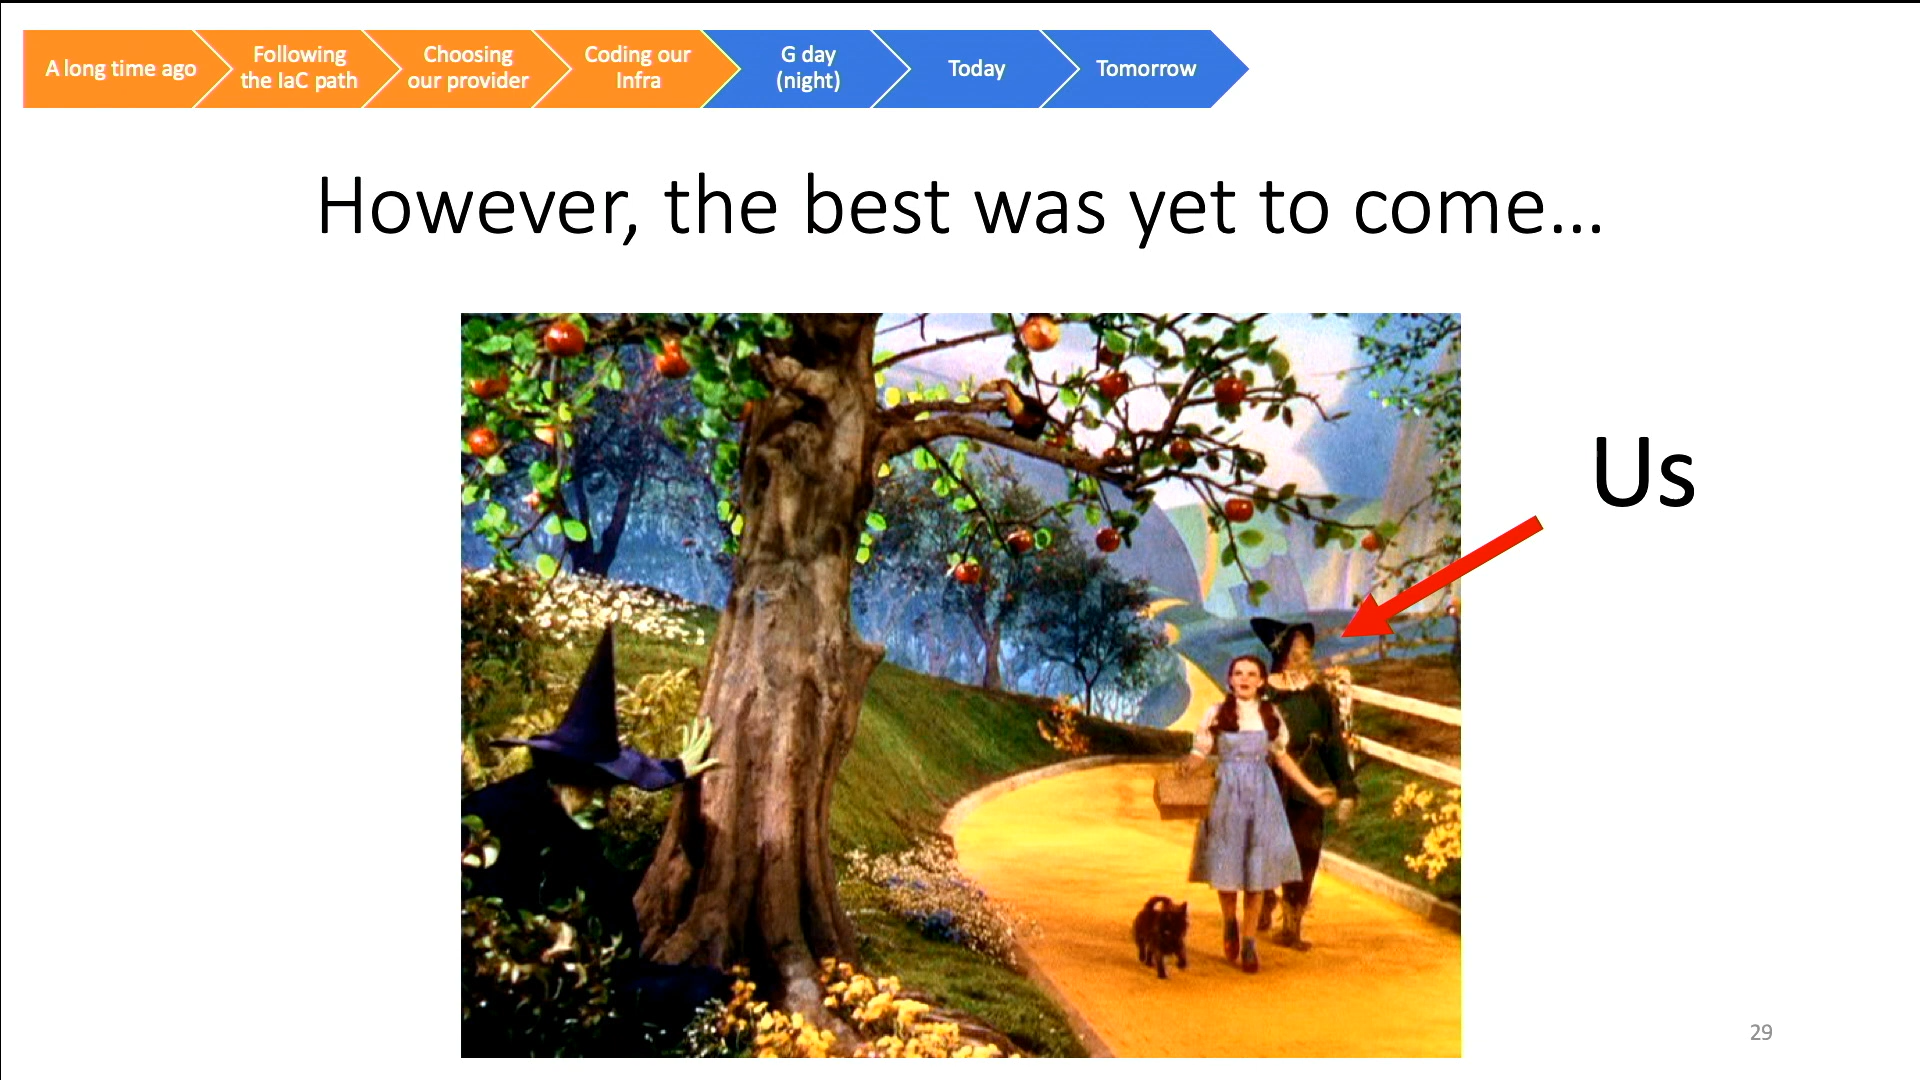 A long time ago
Following
the IaC path
Choosing
our provider
Coding our
Infra
G day
(night)
Today
Tomorrow
However, the best was yet to come...
Us
29